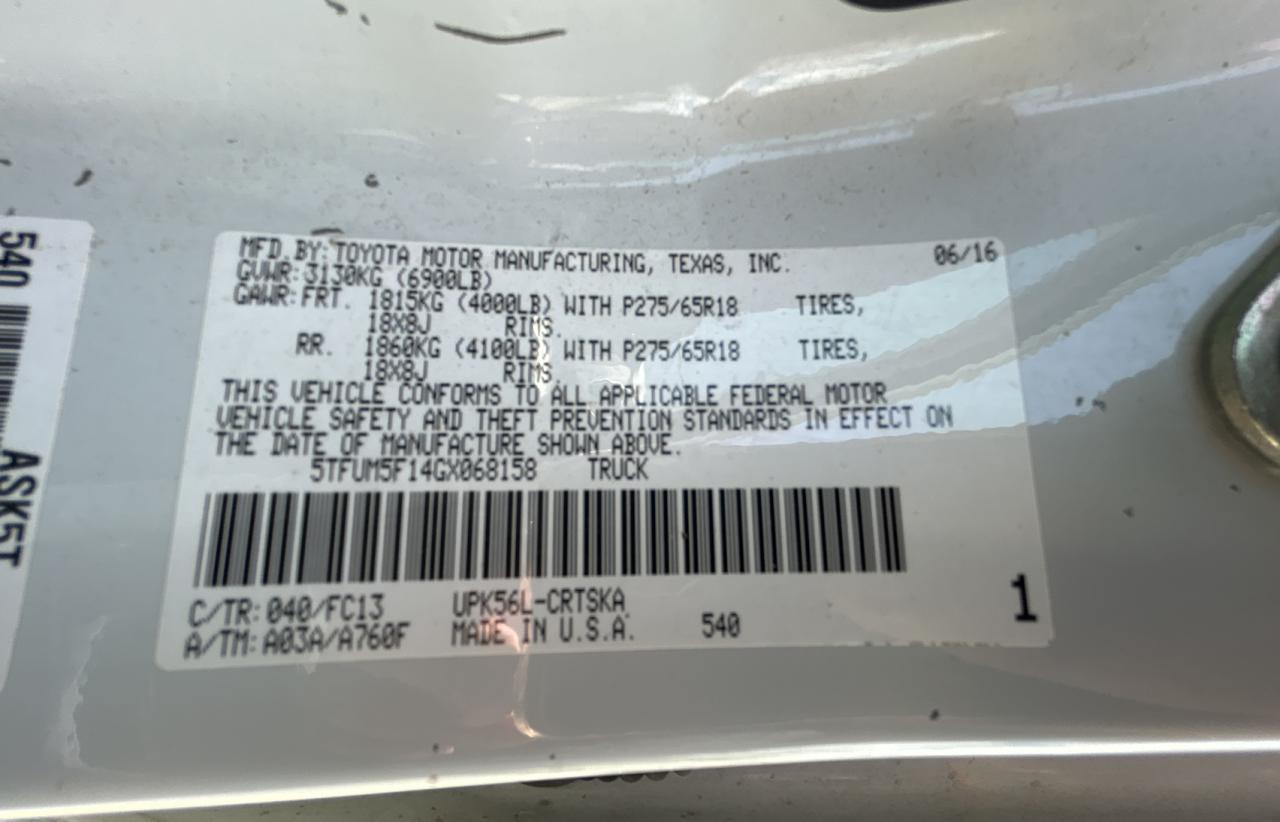 540
ASK5T
MFD. BY: TOYOTA MOTOR MANUFACTURING, TEXAS, INC. 06/16
GVWR: 3130KG (6900LB)
GAWR: FRT. 1815KG (4000LB) WITH P275/65R18 TIRES,
18X8J RIMS.
RR. 1860KG (4100LB) WITH P275/65R18 TIRES,
18X8J RIMS.
THIS VEHICLE CONFORMS TO ALL APPLICABLE FEDERAL MOTOR
VEHICLE SAFETY AND THEFT PREVENTION STANDARDS IN EFFECT ON
THE DATE OF MANUFACTURE SHOWN ABOVE.
5TFUM5F14GX068158 TRUCK
C/TR: 040/FC13 UPK56L-CRTSKA
A/TM: A03A/A760F MADE IN U.S.A. 540
1